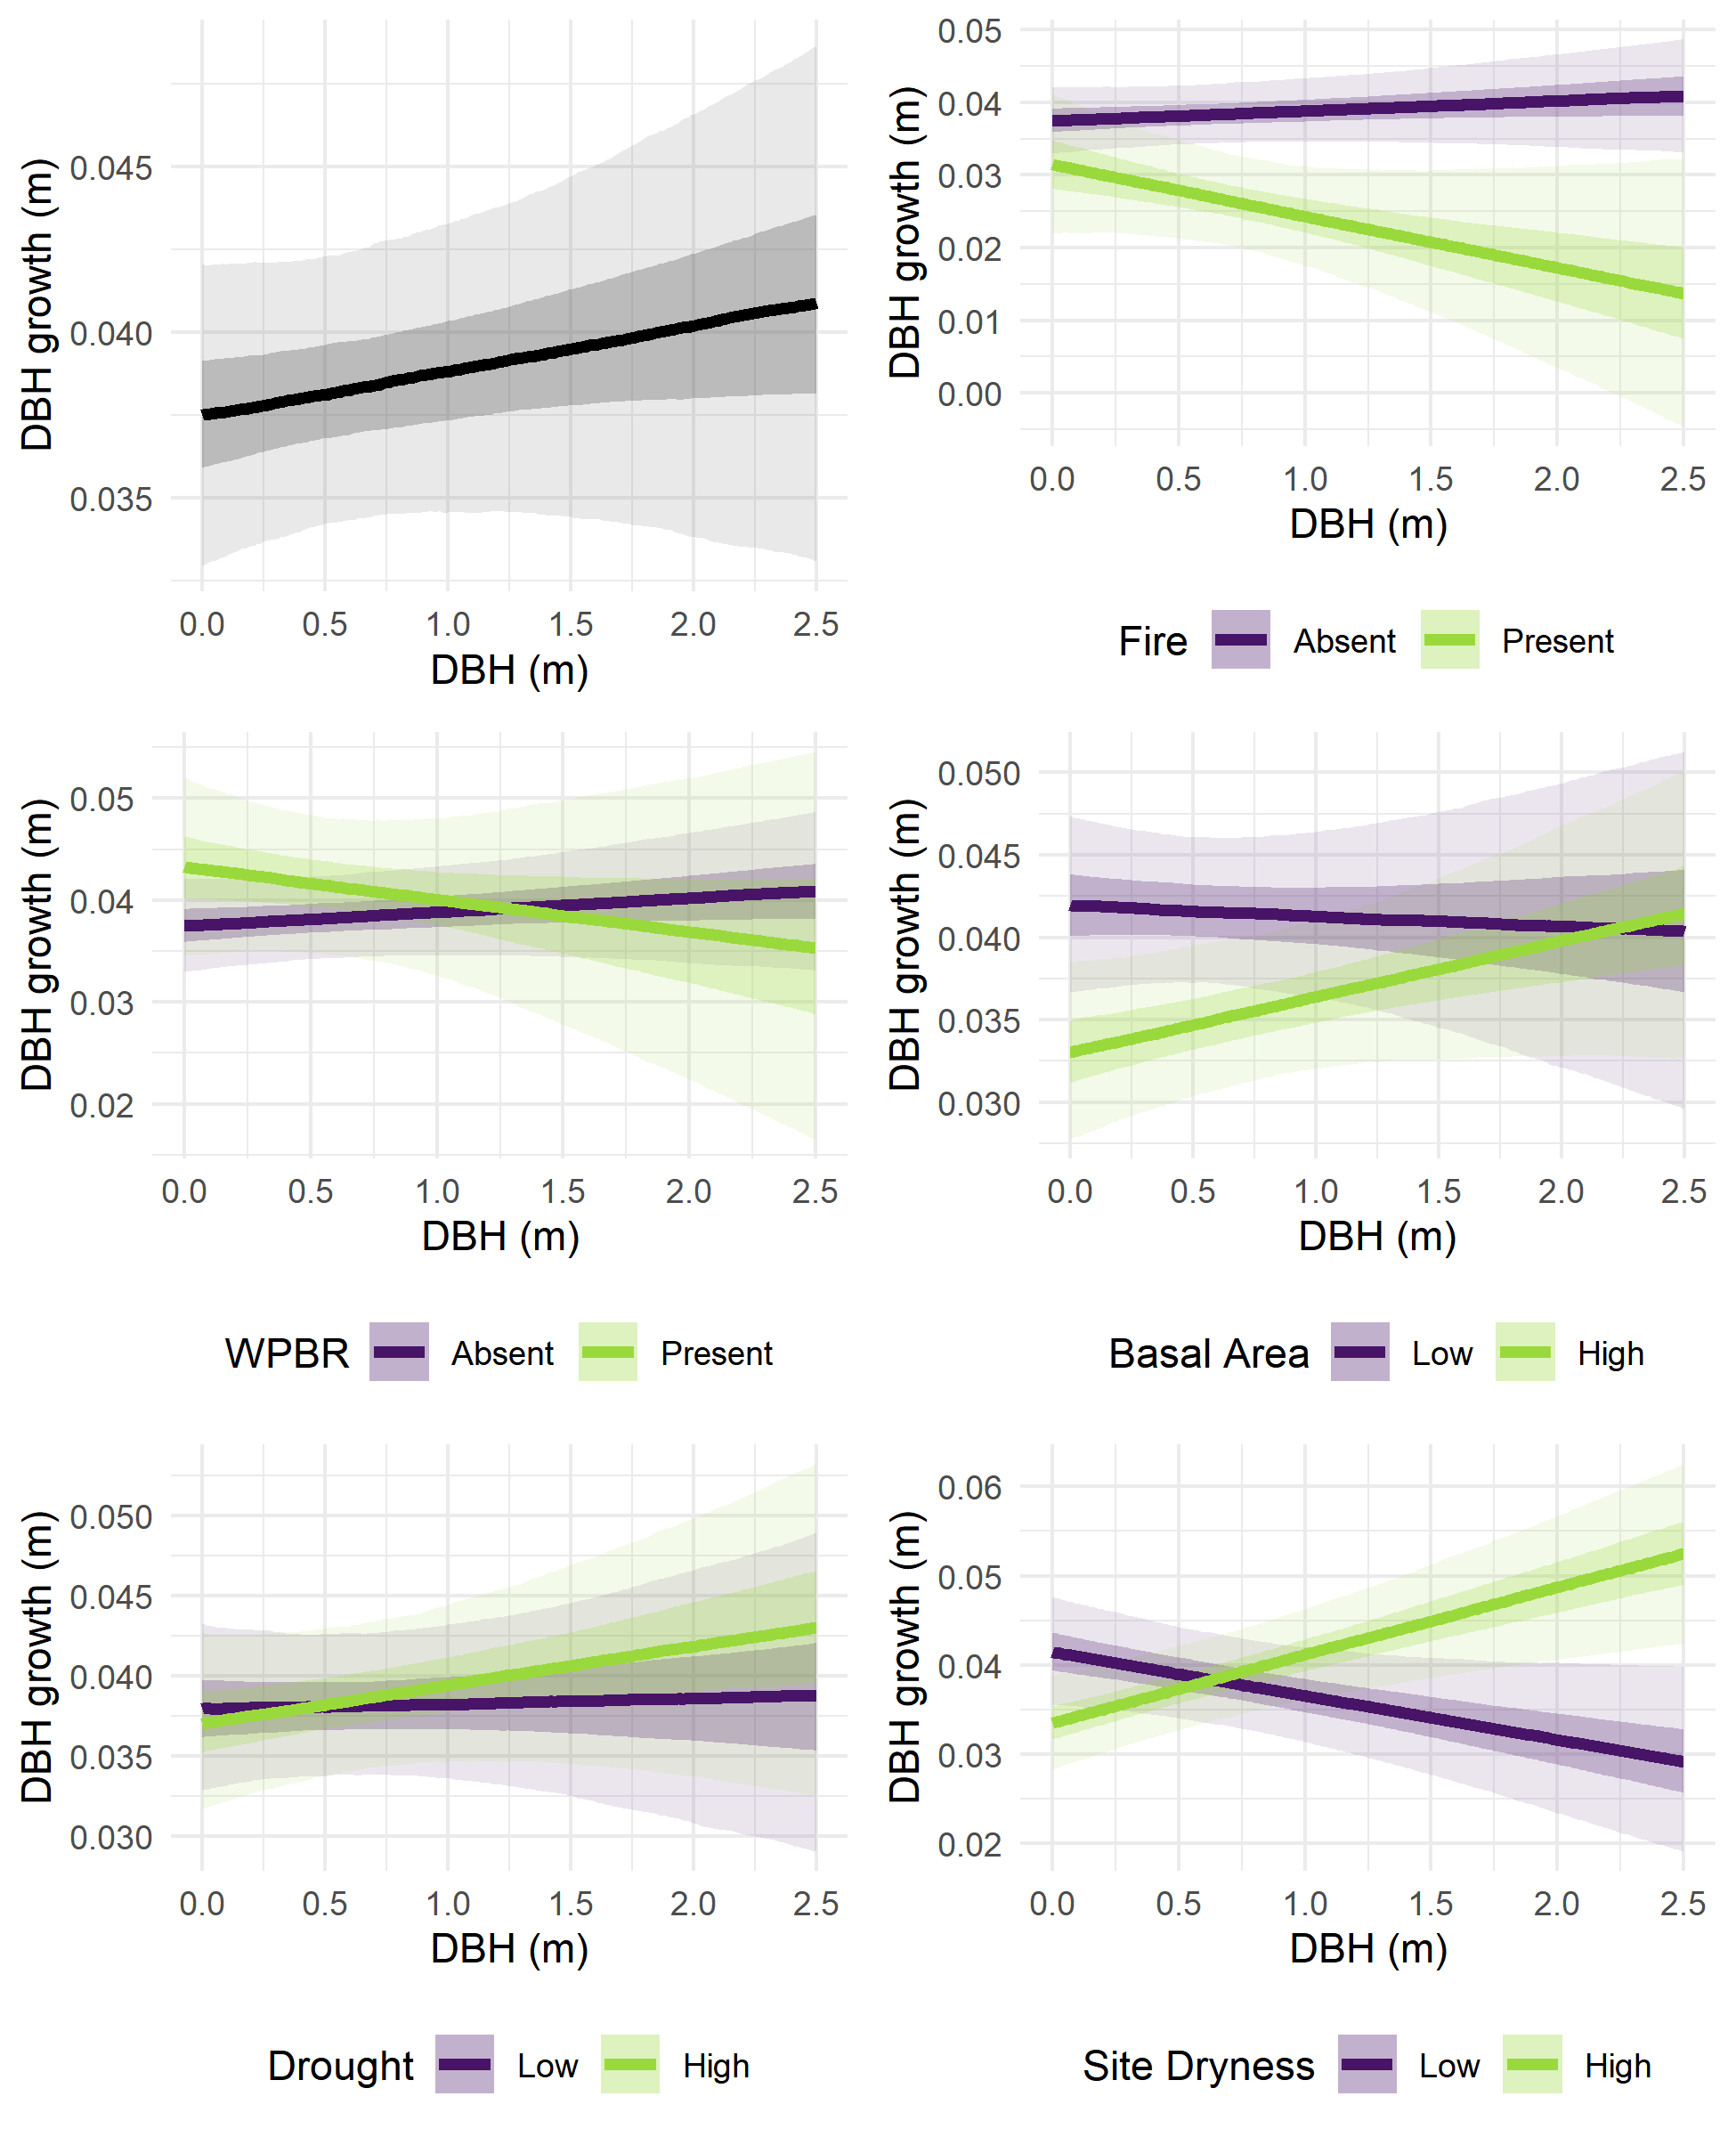 DBH growth (m)
0.045
0.040
0.035
0.0 0.5 1.0 1.5 2.0 2.5
DBH (m)
DBH growth (m)
0.05
0.04
0.03
0.02
0.01
0.00
0.0 0.5 1.0 1.5 2.0 2.5
DBH (m)
Fire Absent Present
DBH growth (m)
0.05
0.04
0.03
0.02
0.0 0.5 1.0 1.5 2.0 2.5
DBH (m)
WPBR Absent Present
DBH growth (m)
0.050
0.045
0.040
0.035
0.030
0.0 0.5 1.0 1.5 2.0 2.5
DBH (m)
Basal Area Low High
DBH growth (m)
0.050
0.045
0.040
0.035
0.030
0.0 0.5 1.0 1.5 2.0 2.5
DBH (m)
Drought Low High
DBH growth (m)
0.06
0.05
0.04
0.03
0.02
0.0 0.5 1.0 1.5 2.0 2.5
DBH (m)
Site Dryness Low High